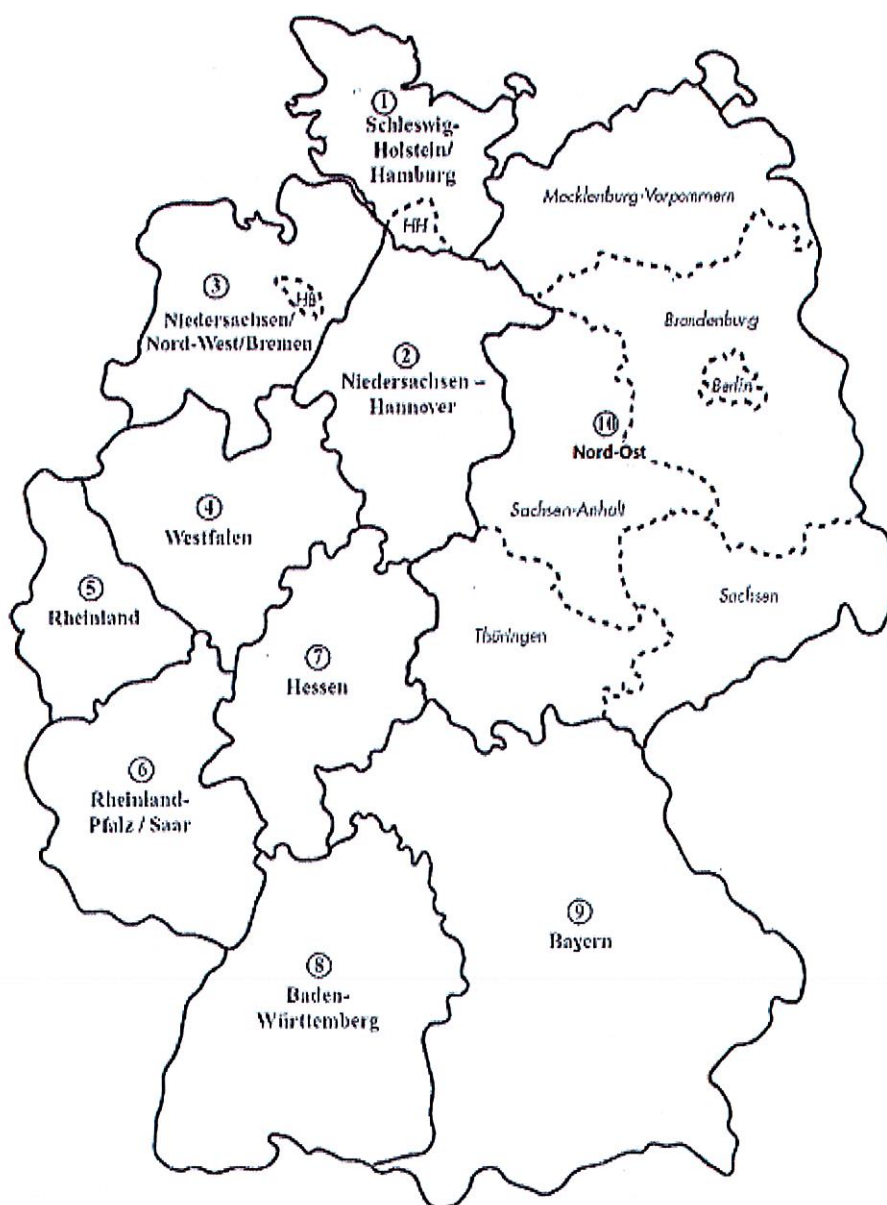 ①
Schleswig-
Holstein/
Hamburg
HH
Mecklenburg-Vorpommern
③
Niedersachsen/
Nord-West/Bremen
HB
②
Niedersachsen –
Hannover
Brandenburg
Berlin
⑩
Nord-Ost
Sachsen-Anhalt
④
Westfalen
⑤
Rheinland
Sachsen
Thüringen
⑦
Hessen
⑥
Rheinland-
Pfalz / Saar
⑨
Bayern
⑧
Baden-
Württemberg